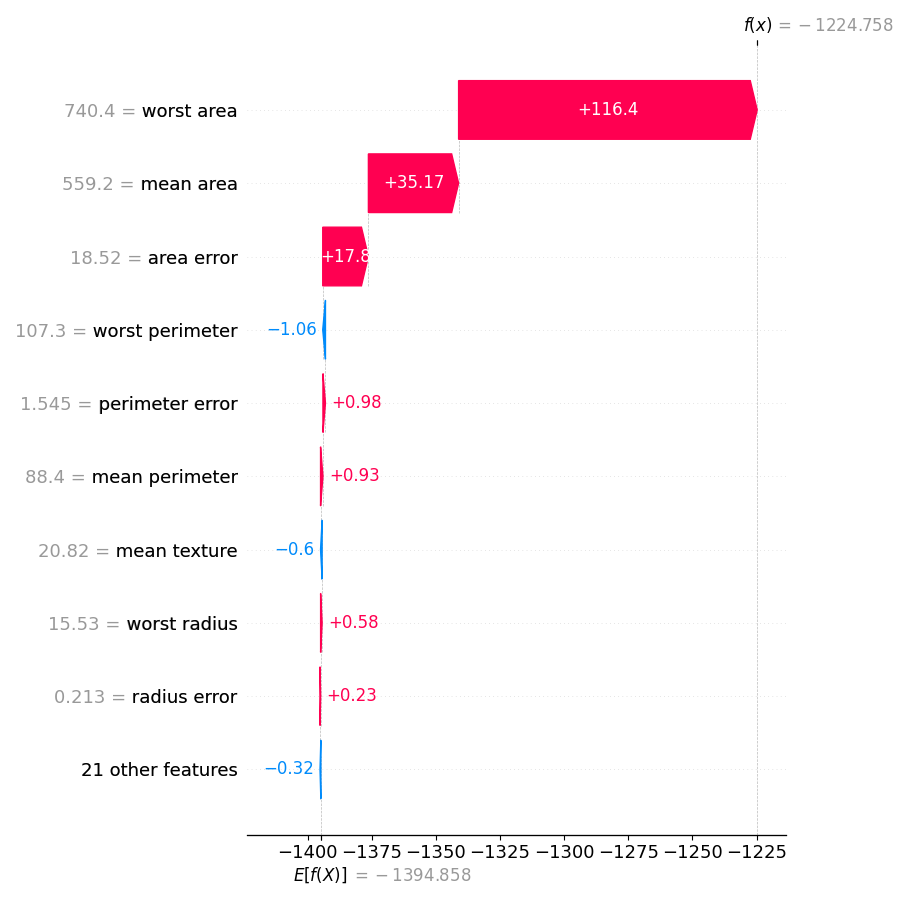 f(x) = −1224.758
740.4 = worst area
+116.4
559.2 = mean area
+35.17
18.52 = area error
+17.8
107.3 = worst perimeter
−1.06
1.545 = perimeter error
+0.98
88.4 = mean perimeter
+0.93
20.82 = mean texture
−0.6
15.53 = worst radius
+0.58
0.213 = radius error
+0.23
21 other features
−0.32
−1400 −1375 −1350 −1325 −1300 −1275 −1250 −1225
E[f(X)] = −1394.858